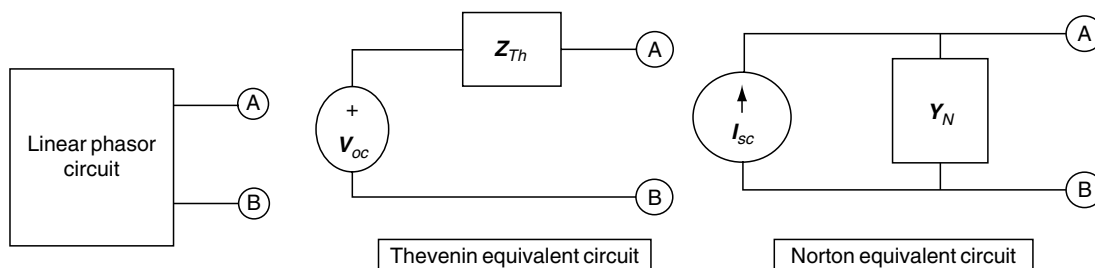 Linear phasor
circuit
A
B
Z_Th
+
V_oc
A
B
Thevenin equivalent circuit
I_sc
Y_N
A
B
Norton equivalent circuit